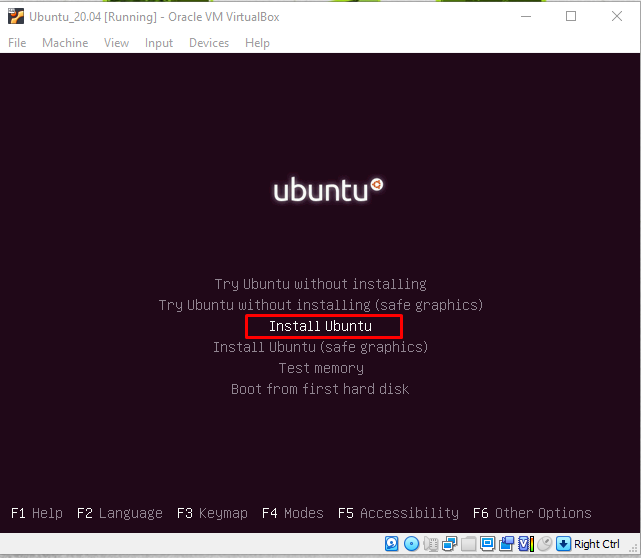 Ubuntu_20.04 [Running] - Oracle VM VirtualBox
File Machine View Input Devices Help
ubuntu
Try Ubuntu without installing
Try Ubuntu without installing (safe graphics)
Install Ubuntu
Install Ubuntu (safe graphics)
Test memory
Boot from first hard disk
F1 Help F2 Language F3 Keymap F4 Modes F5 Accessibility F6 Other Options
Right Ctrl